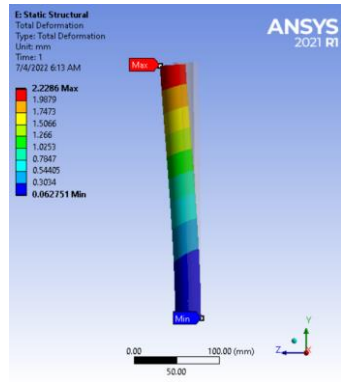 E: Static Structural
Total Deformation
Type: Total Deformation
Unit: mm
Time: 1
7/4/2022 6:13 AM
ANSYS
2021 R1
2.2286 Max
1.9879
1.7473
1.5066
1.266
1.0253
0.7847
0.54405
0.3034
0.062751 Min
Max
Min
0.00
100.00 (mm)
50.00
Y
Z
X